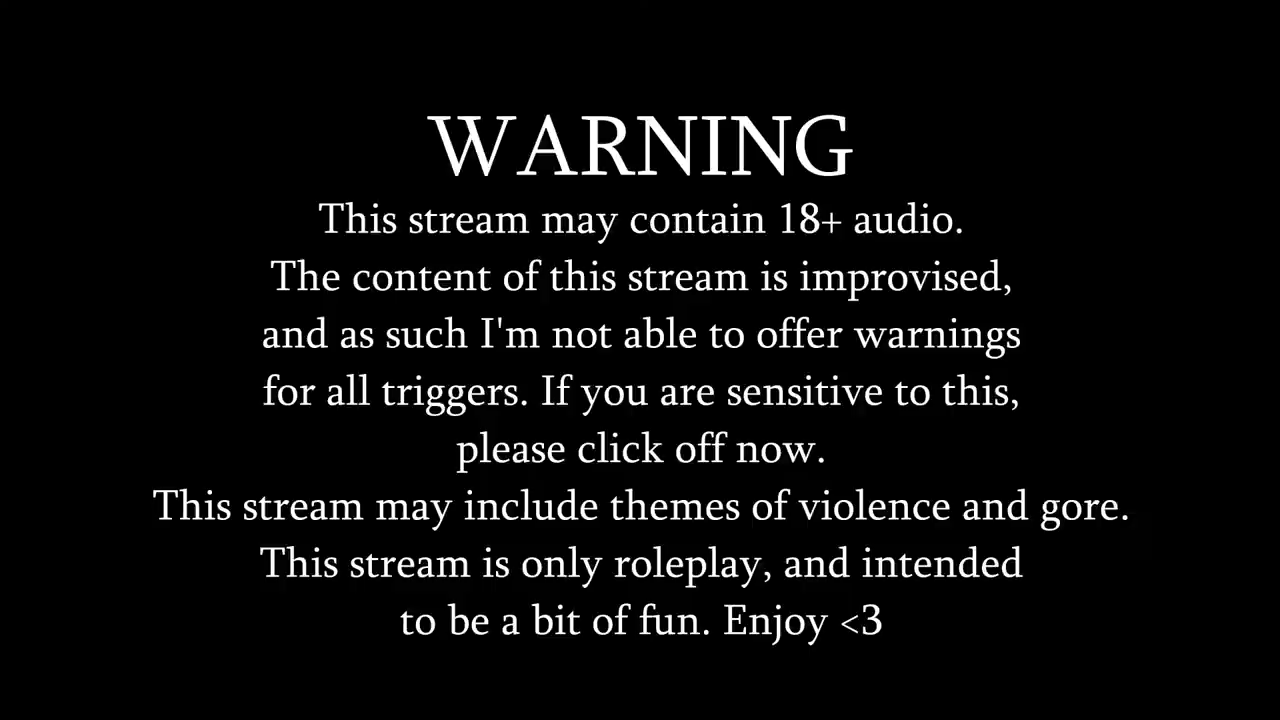 WARNING
This stream may contain 18+ audio.
The content of this stream is improvised,
and as such I'm not able to offer warnings
for all triggers. If you are sensitive to this,
please click off now.
This stream may include themes of violence and gore.
This stream is only roleplay, and intended
to be a bit of fun. Enjoy <3